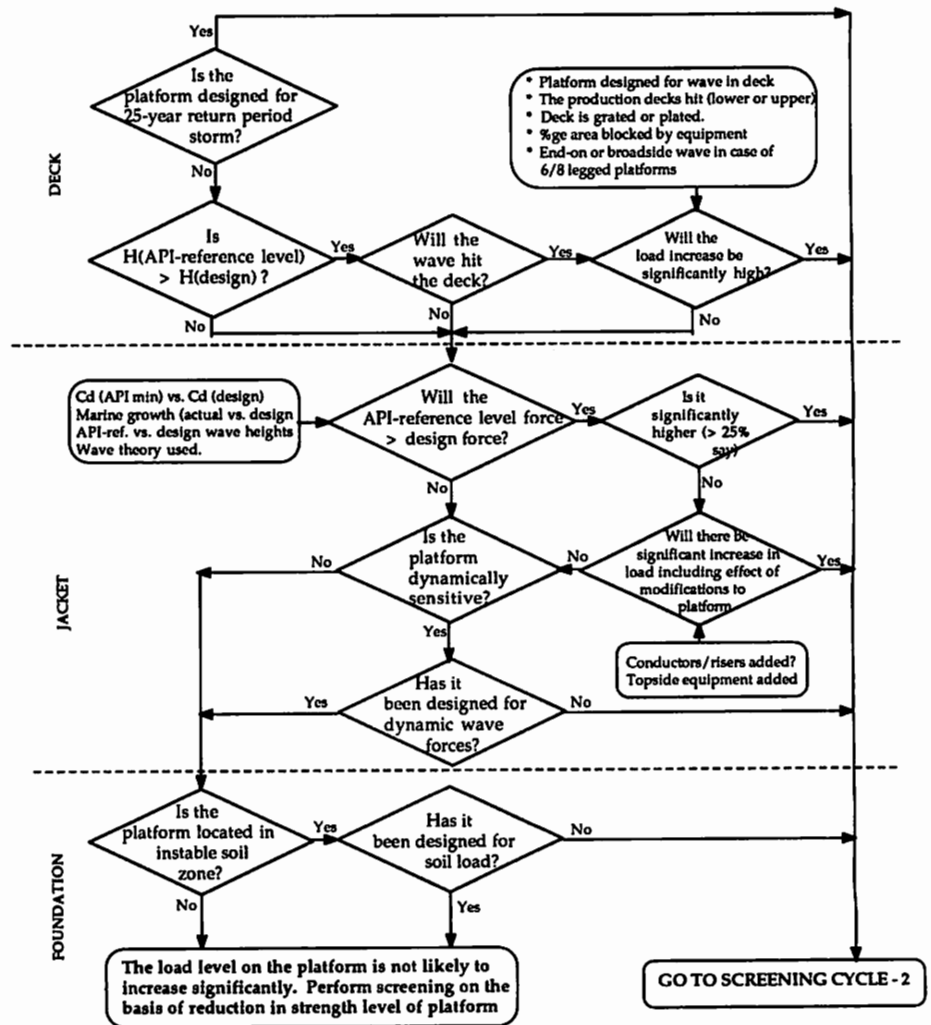 Yes
Is the
platform designed for
25-year return period
storm?
No
* Platform designed for wave in deck
* The production decks hit (lower or upper)
* Deck is grated or plated.
* %ge area blocked by equipment
* End-on or broadside wave in case of
6/8 legged platforms
DECK
Is
H(API-reference level)
> H(design) ?
Yes
No
Will the
wave hit
the deck?
Yes
No
Will the
load increase be
significantly high?
Yes
No
Cd (API min) vs. Cd (design)
Marine growth (actual vs. design
API-ref. vs. design wave heights
Wave theory used.
Will the
API-reference level force
> design force?
Yes
No
Is it
significantly
higher (> 25%
say)
Yes
No
JACKET
Is the
platform
dynamically
sensitive?
No
Yes
Will there be
significant increase in
load including effect of
modifications to
platform
No
Yes
Conductors/risers added?
Topside equipment added
Has it
been designed for
dynamic wave
forces?
Yes
No
FOUNDATION
Is the
platform located in
instable soil
zone?
Yes
No
Has it
been designed for
soil load?
No
Yes
The load level on the platform is not likely to
increase significantly. Perform screening on the
basis of reduction in strength level of platform
GO TO SCREENING CYCLE - 2